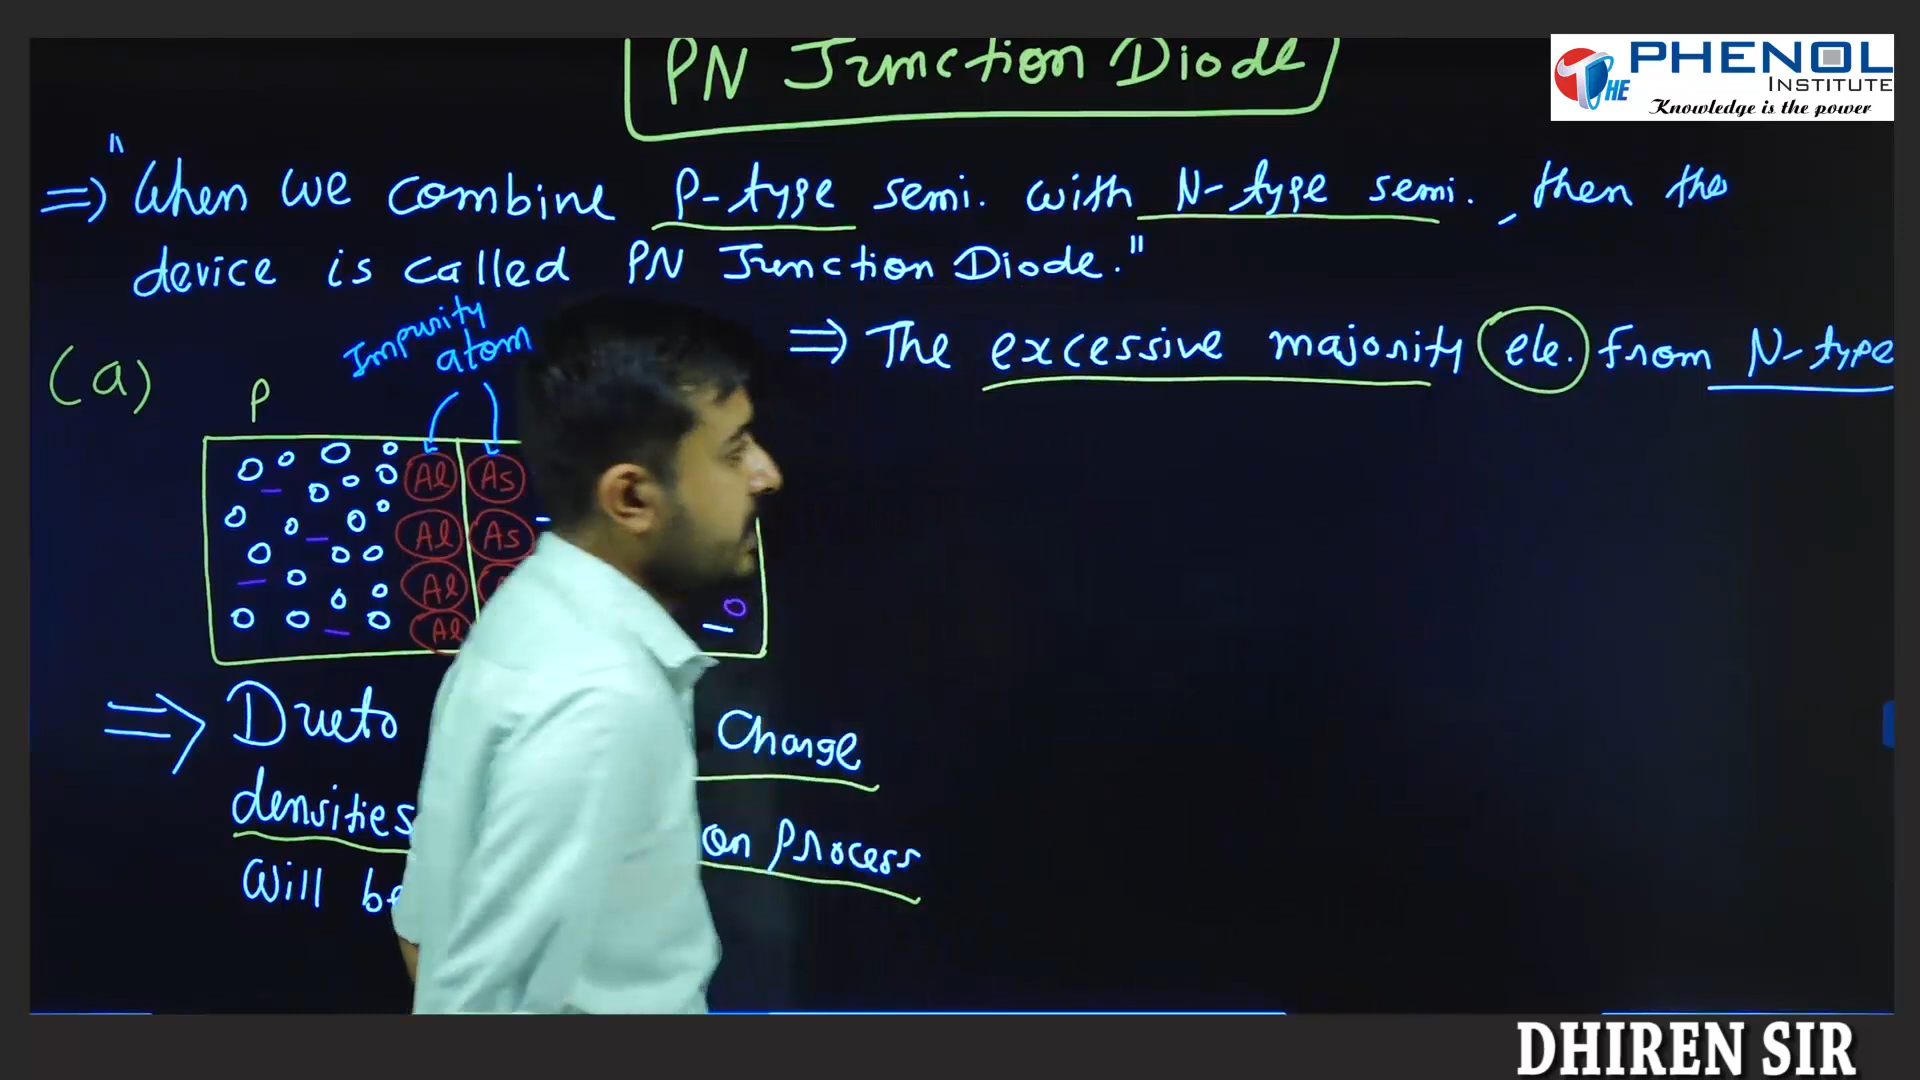 PN Junction Diode
THE PHENOL
INSTITUTE
Knowledge is the power
⇒ "When we combine P-type semi. with N-type semi., then the
device is called PN Junction Diode."
Impurity
atom
⇒ The excessive majority ele. from N-type
(a)
P
Al As
Al As
Al
Al
⇒ Due to Charge
densities on process
will be
DHIREN SIR